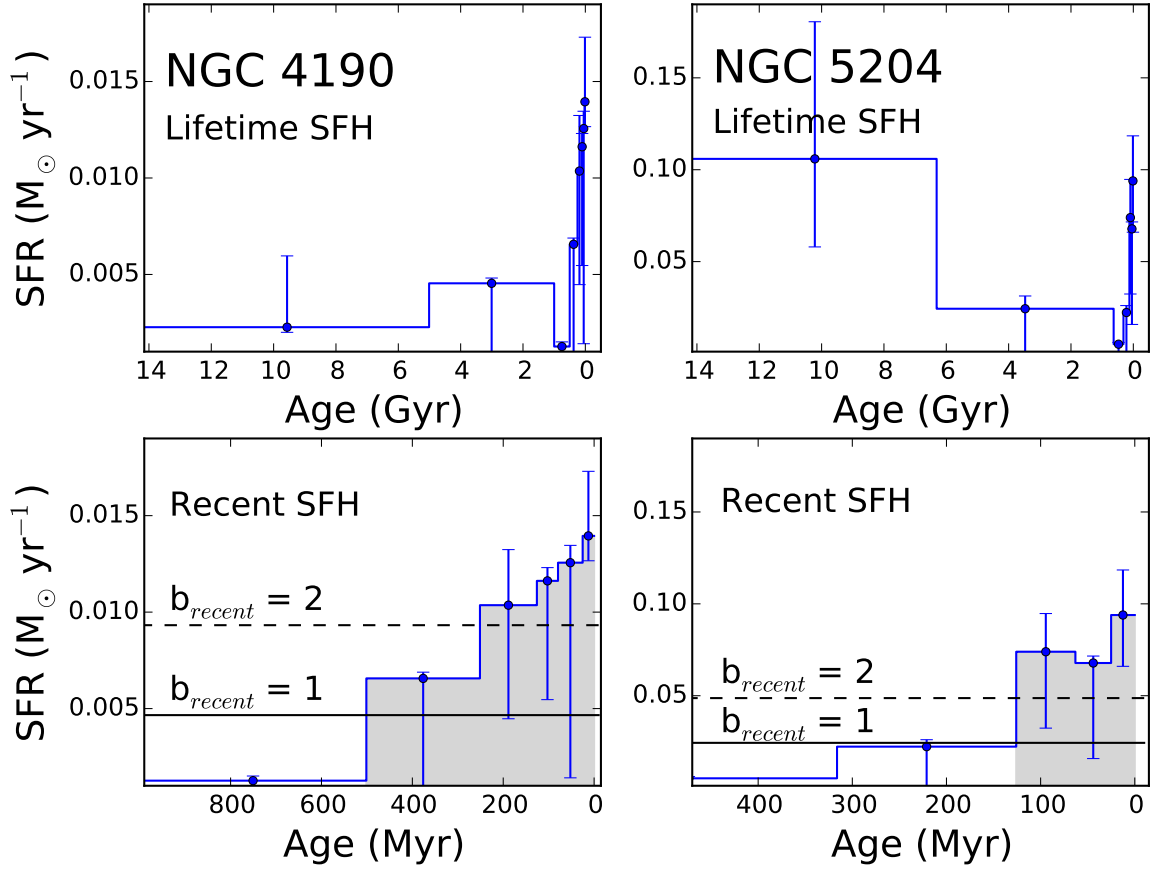 NGC 4190
Lifetime SFH
SFR (M⊙ yr⁻¹)
0.015
0.010
0.005
14 12 10 8 6 4 2 0
Age (Gyr)
NGC 5204
Lifetime SFH
0.15
0.10
0.05
14 12 10 8 6 4 2 0
Age (Gyr)
Recent SFH
SFR (M⊙ yr⁻¹)
0.015
0.010
0.005
b_recent = 2
b_recent = 1
800 600 400 200 0
Age (Myr)
Recent SFH
0.15
0.10
0.05
b_recent = 2
b_recent = 1
400 300 200 100 0
Age (Myr)